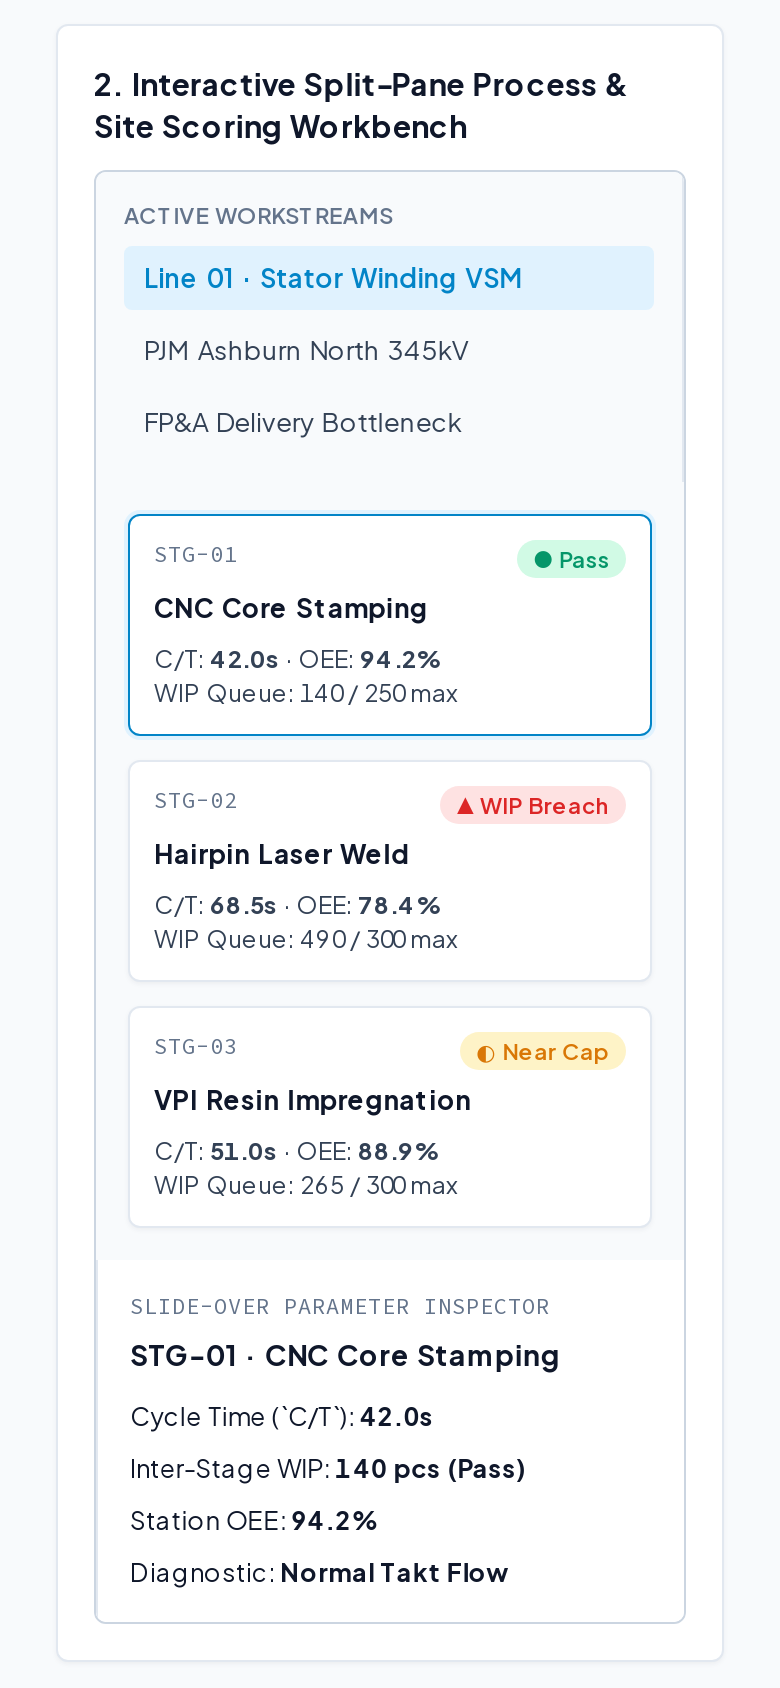 2. Interactive Split-Pane Process &
Site Scoring Workbench
ACTIVE WORKSTREAMS
Line 01 · Stator Winding VSM
PJM Ashburn North 345kV
FP&A Delivery Bottleneck
STG-01
● Pass
CNC Core Stamping
C/T: 42.0s · OEE: 94.2%
WIP Queue: 140 / 250 max
STG-02
▲ WIP Breach
Hairpin Laser Weld
C/T: 68.5s · OEE: 78.4%
WIP Queue: 490 / 300 max
STG-03
◐ Near Cap
VPI Resin Impregnation
C/T: 51.0s · OEE: 88.9%
WIP Queue: 265 / 300 max
SLIDE-OVER PARAMETER INSPECTOR
STG-01 · CNC Core Stamping
Cycle Time (`C/T`): 42.0s
Inter-Stage WIP: 140 pcs (Pass)
Station OEE: 94.2%
Diagnostic: Normal Takt Flow